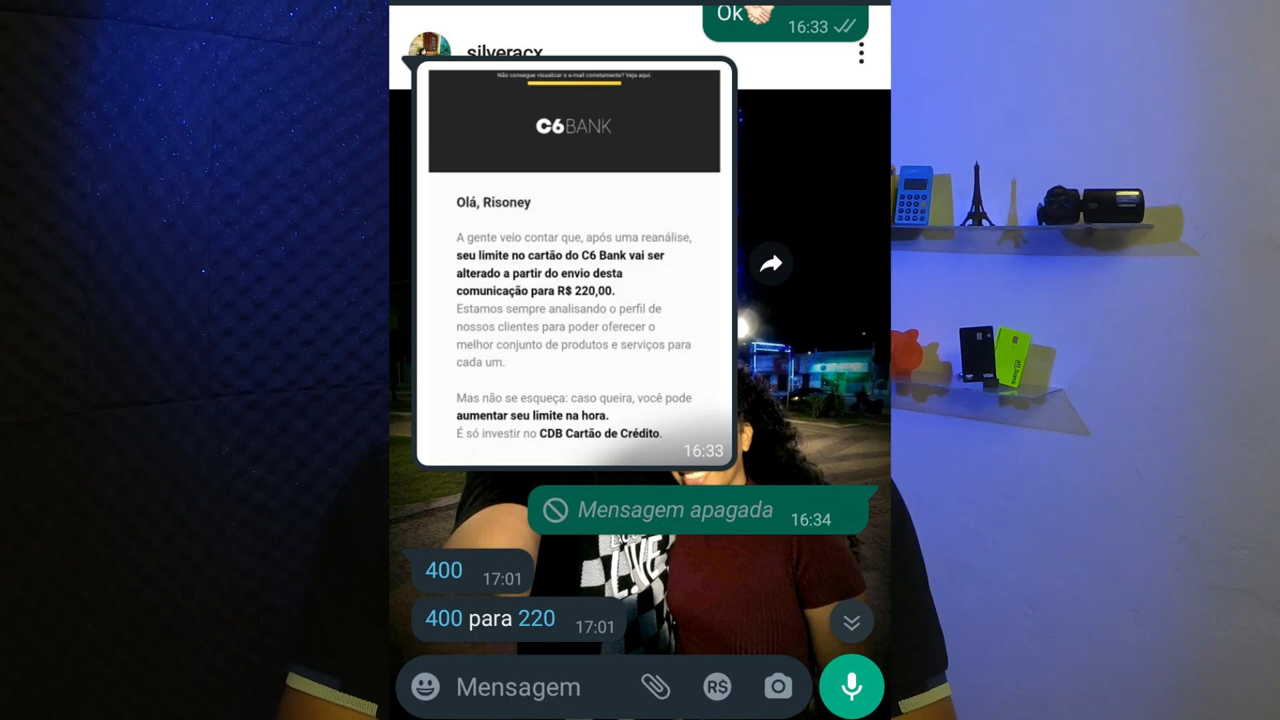 Ok
16:33
silveracx
Não consegue visualizar o e-mail corretamente? Veja aqui.
C6BANK
Olá, Risoney
A gente veio contar que, após uma reanálise,
seu limite no cartão do C6 Bank vai ser
alterado a partir do envio desta
comunicação para R$ 220,00.
Estamos sempre analisando o perfil de
nossos clientes para poder oferecer o
melhor conjunto de produtos e serviços para
cada um.
Mas não se esqueça: caso queira, você pode
aumentar seu limite na hora.
É só investir no CDB Cartão de Crédito.
16:33
Mensagem apagada
16:34
400
17:01
400 para 220
17:01
Mensagem
R$